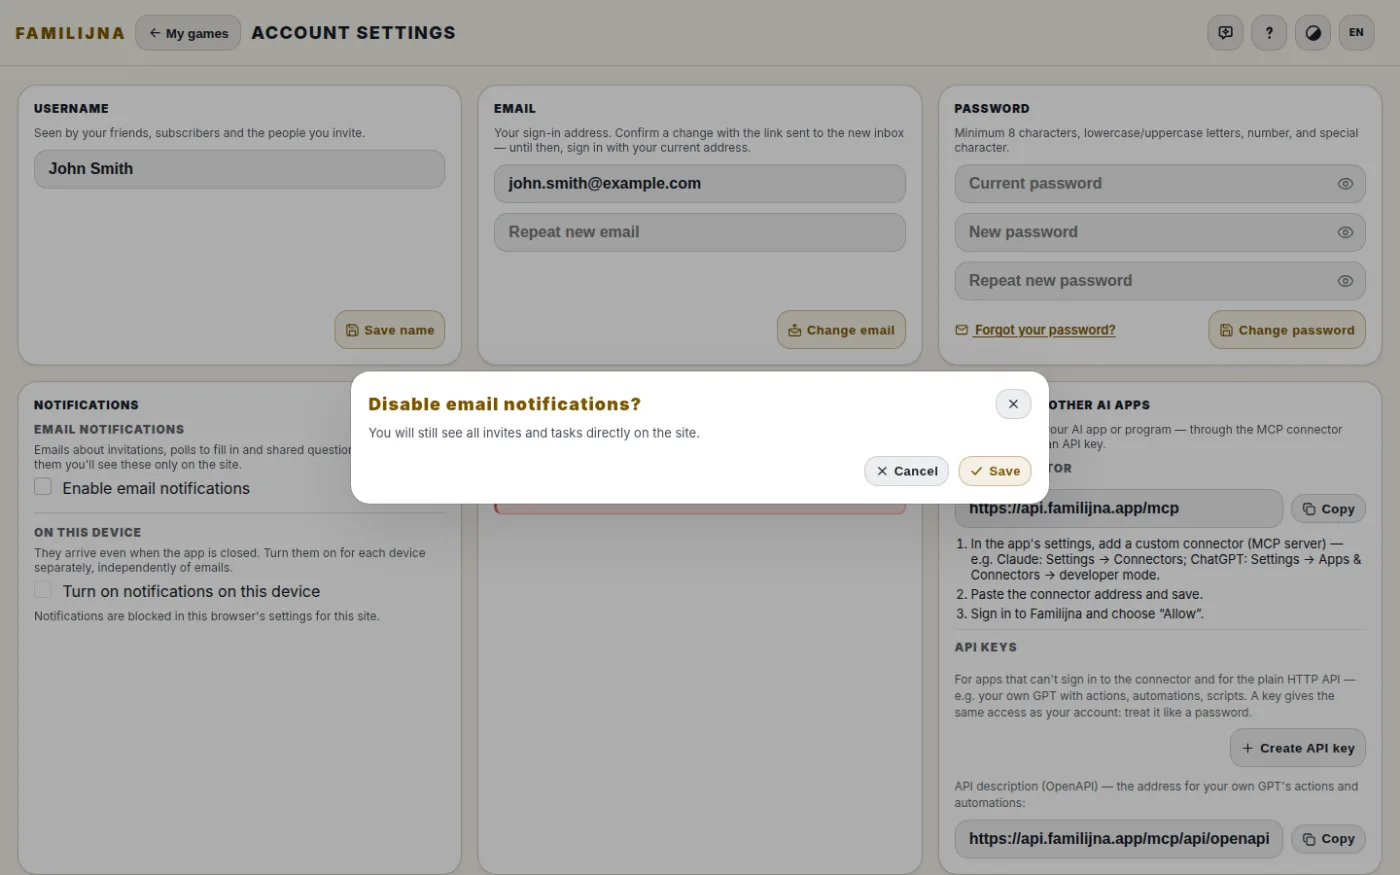 FAMILIJNA
My games
ACCOUNT SETTINGS
?
EN
USERNAME
Seen by your friends, subscribers and the people you invite.
John Smith
Save name
EMAIL
Your sign-in address. Confirm a change with the link sent to the new inbox
— until then, sign in with your current address.
john.smith@example.com
Repeat new email
Change email
PASSWORD
Minimum 8 characters, lowercase/uppercase letters, number, and special
character.
Current password
New password
Repeat new password
Forgot your password?
Change password
Disable email notifications?
You will still see all invites and tasks directly on the site.
Cancel
Save
NOTIFICATIONS
EMAIL NOTIFICATIONS
Emails about invitations, polls to fill in and shared question
them you'll see these only on the site.
Enable email notifications
ON THIS DEVICE
They arrive even when the app is closed. Turn them on for each device
separately, independently of emails.
Turn on notifications on this device
Notifications are blocked in this browser's settings for this site.
OTHER AI APPS
your AI app or program — through the MCP connector
an API key.
https://api.familijna.app/mcp
Copy
1. In the app's settings, add a custom connector (MCP server) —
e.g. Claude: Settings → Connectors; ChatGPT: Settings → Apps &
Connectors → developer mode.
2. Paste the connector address and save.
3. Sign in to Familijna and choose “Allow”.
API KEYS
For apps that can't sign in to the connector and for the plain HTTP API —
e.g. your own GPT with actions, automations, scripts. A key gives the
same access as your account: treat it like a password.
Create API key
API description (OpenAPI) — the address for your own GPT's actions and
automations:
https://api.familijna.app/mcp/api/openapi
Copy